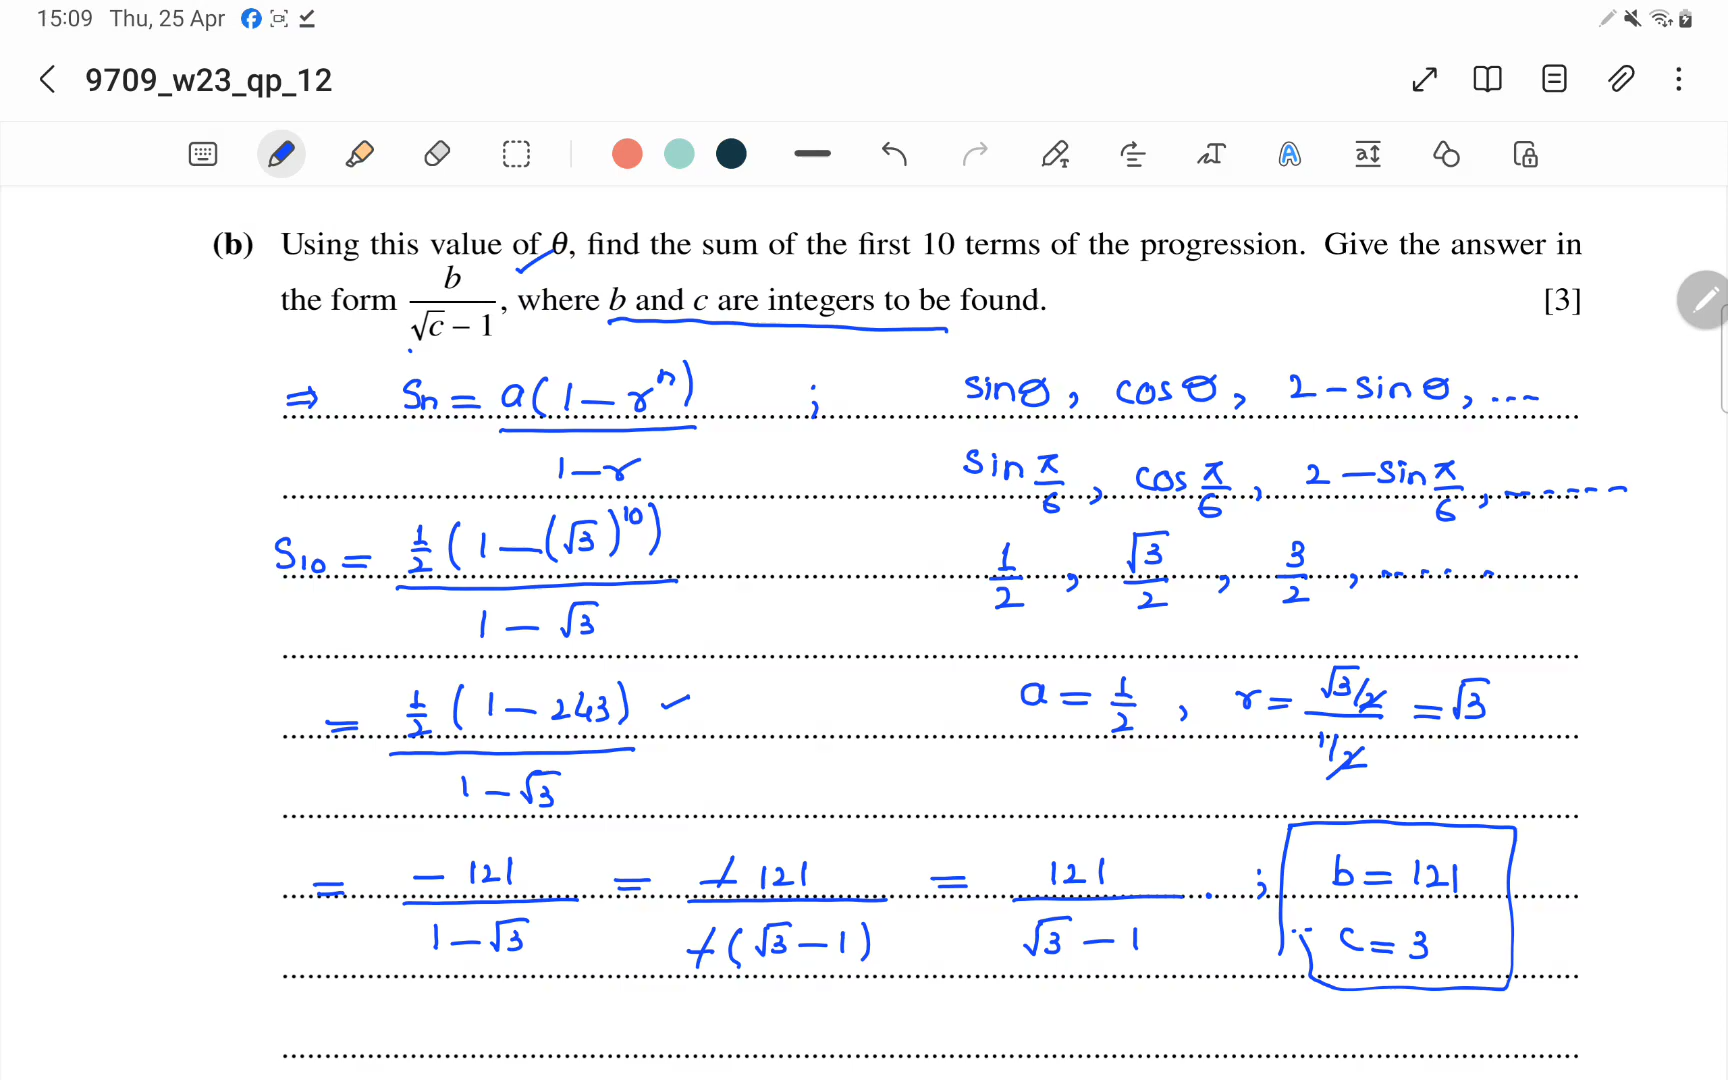 15:09 Thu, 25 Apr
9709_w23_qp_12
(b) Using this value of θ, find the sum of the first 10 terms of the progression. Give the answer in
the form b/(√c – 1), where b and c are integers to be found. [3]
⇒ Sn = a(1 – r^n)/(1 – r) ; sinθ, cosθ, 2 – sinθ, ...
sin π/6, cos π/6, 2 – sin π/6, ......
S10 = ½(1 – (√3)^10)/(1 – √3) 1/2, √3/2, 3/2, .....
= ½(1 – 243)/(1 – √3) ✓ a = 1/2, r = (√3/2)/(1/2) = √3
= –121/(1 – √3) = –121/–(√3 – 1) = 121/(√3 – 1). ; b = 121
c = 3